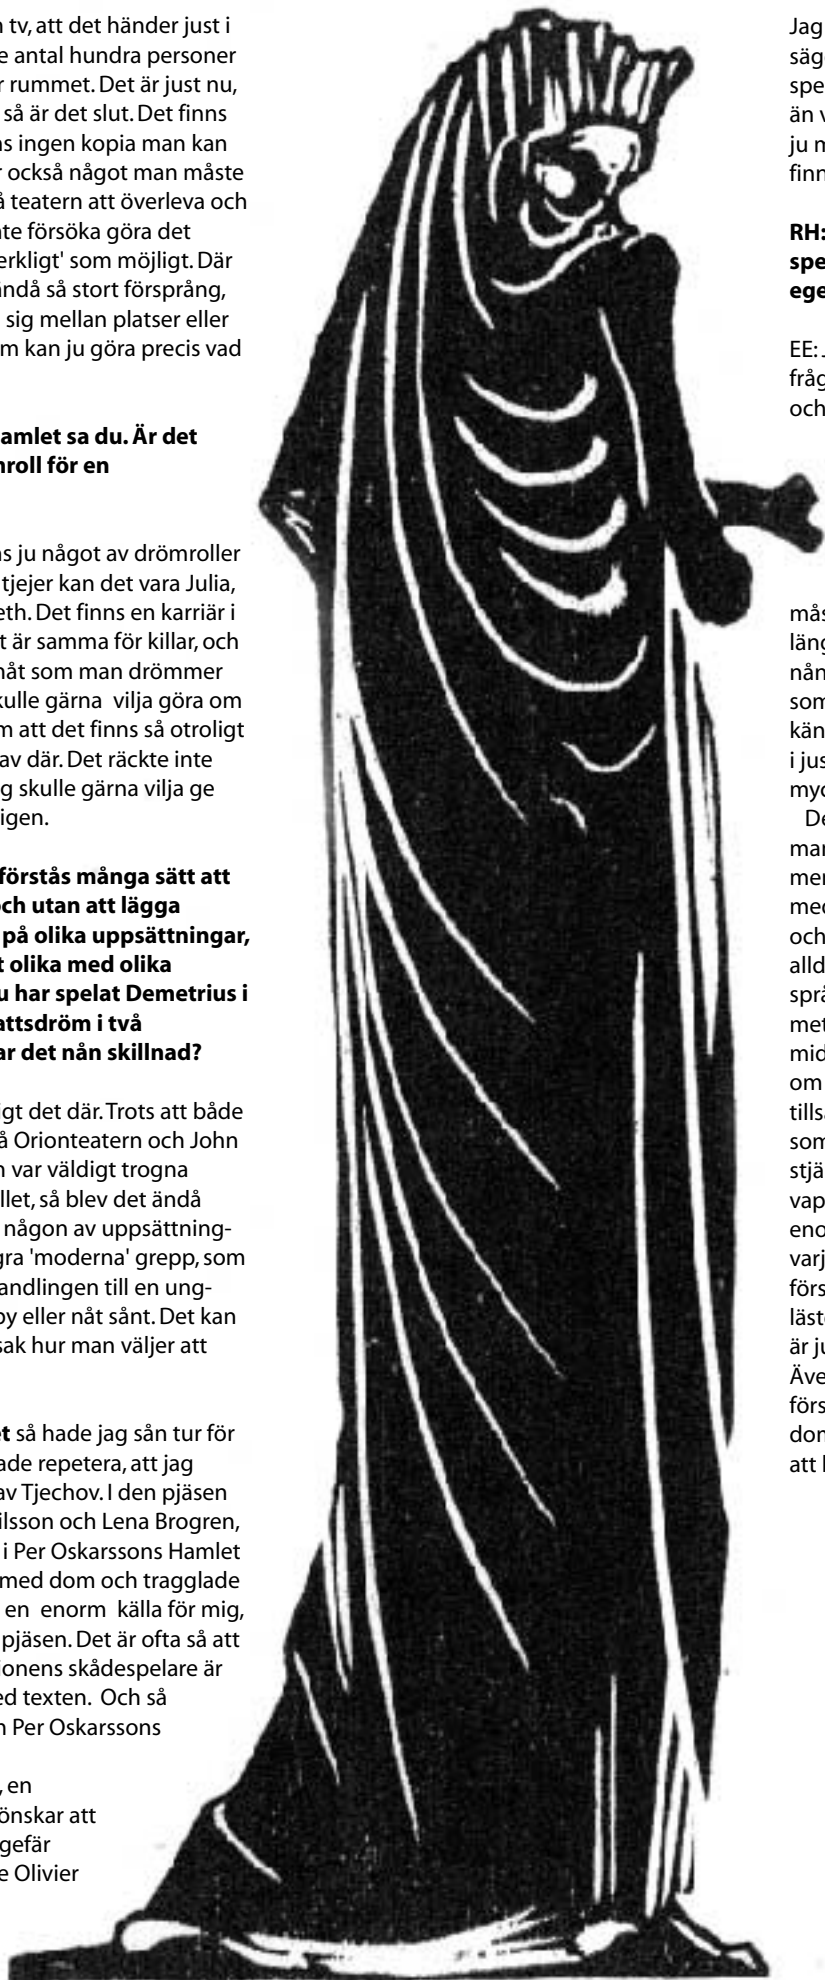 n tv, att det händer just i
e antal hundra personer
r rummet. Det är just nu,
så är det slut. Det finns
ns ingen kopia man kan
r också något man måste
å teatern att överleva och
te försöka göra det
erkligt' som möjligt. Där
ändå så stort försprång,
sig mellan platser eller
m kan ju göra precis vad
amlet sa du. Är det
nroll för en
ns ju något av drömroller
tjejer kan det vara Julia,
eth. Det finns en karriär i
t är samma för killar, och
nåt som man drömmer
kulle gärna vilja göra om
m att det finns så otroligt
av där. Det räckte inte
g skulle gärna vilja ge
igen.
förstås många sätt att
och utan att lägga
på olika uppsättningar,
t olika med olika
u har spelat Demetrius i
attsdröm i två
ar det nån skillnad?
igt det där. Trots att både
å Orionteatern och John
n var väldigt trogna
llet, så blev det ändå
någon av uppsättning-
gra 'moderna' grepp, som
andlingen till en ung-
by eller nåt sånt. Det kan
sak hur man väljer att
et så hade jag sån tur för
ade repetera, att jag
av Tjechov. I den pjäsen
ilsson och Lena Brogren,
i Per Oskarssons Hamlet
med dom och tragglade
en enorm källa för mig,
pjäsen. Det är ofta så att
ionens skådespelare är
ed texten. Och så
n Per Oskarssons
, en
önskar att
gefär
e Olivier
Jag
säg
spe
än v
ju m
finn
RH:
spe
ege
EE: J
fråg
och
mås
läng
nån
som
kän
i jus
myc
De
mar
mer
med
och
alld
språ
met
mid
om
tills
som
stjä
vap
eno
varj
förs
läst
är ju
Äve
förs
dom
att l